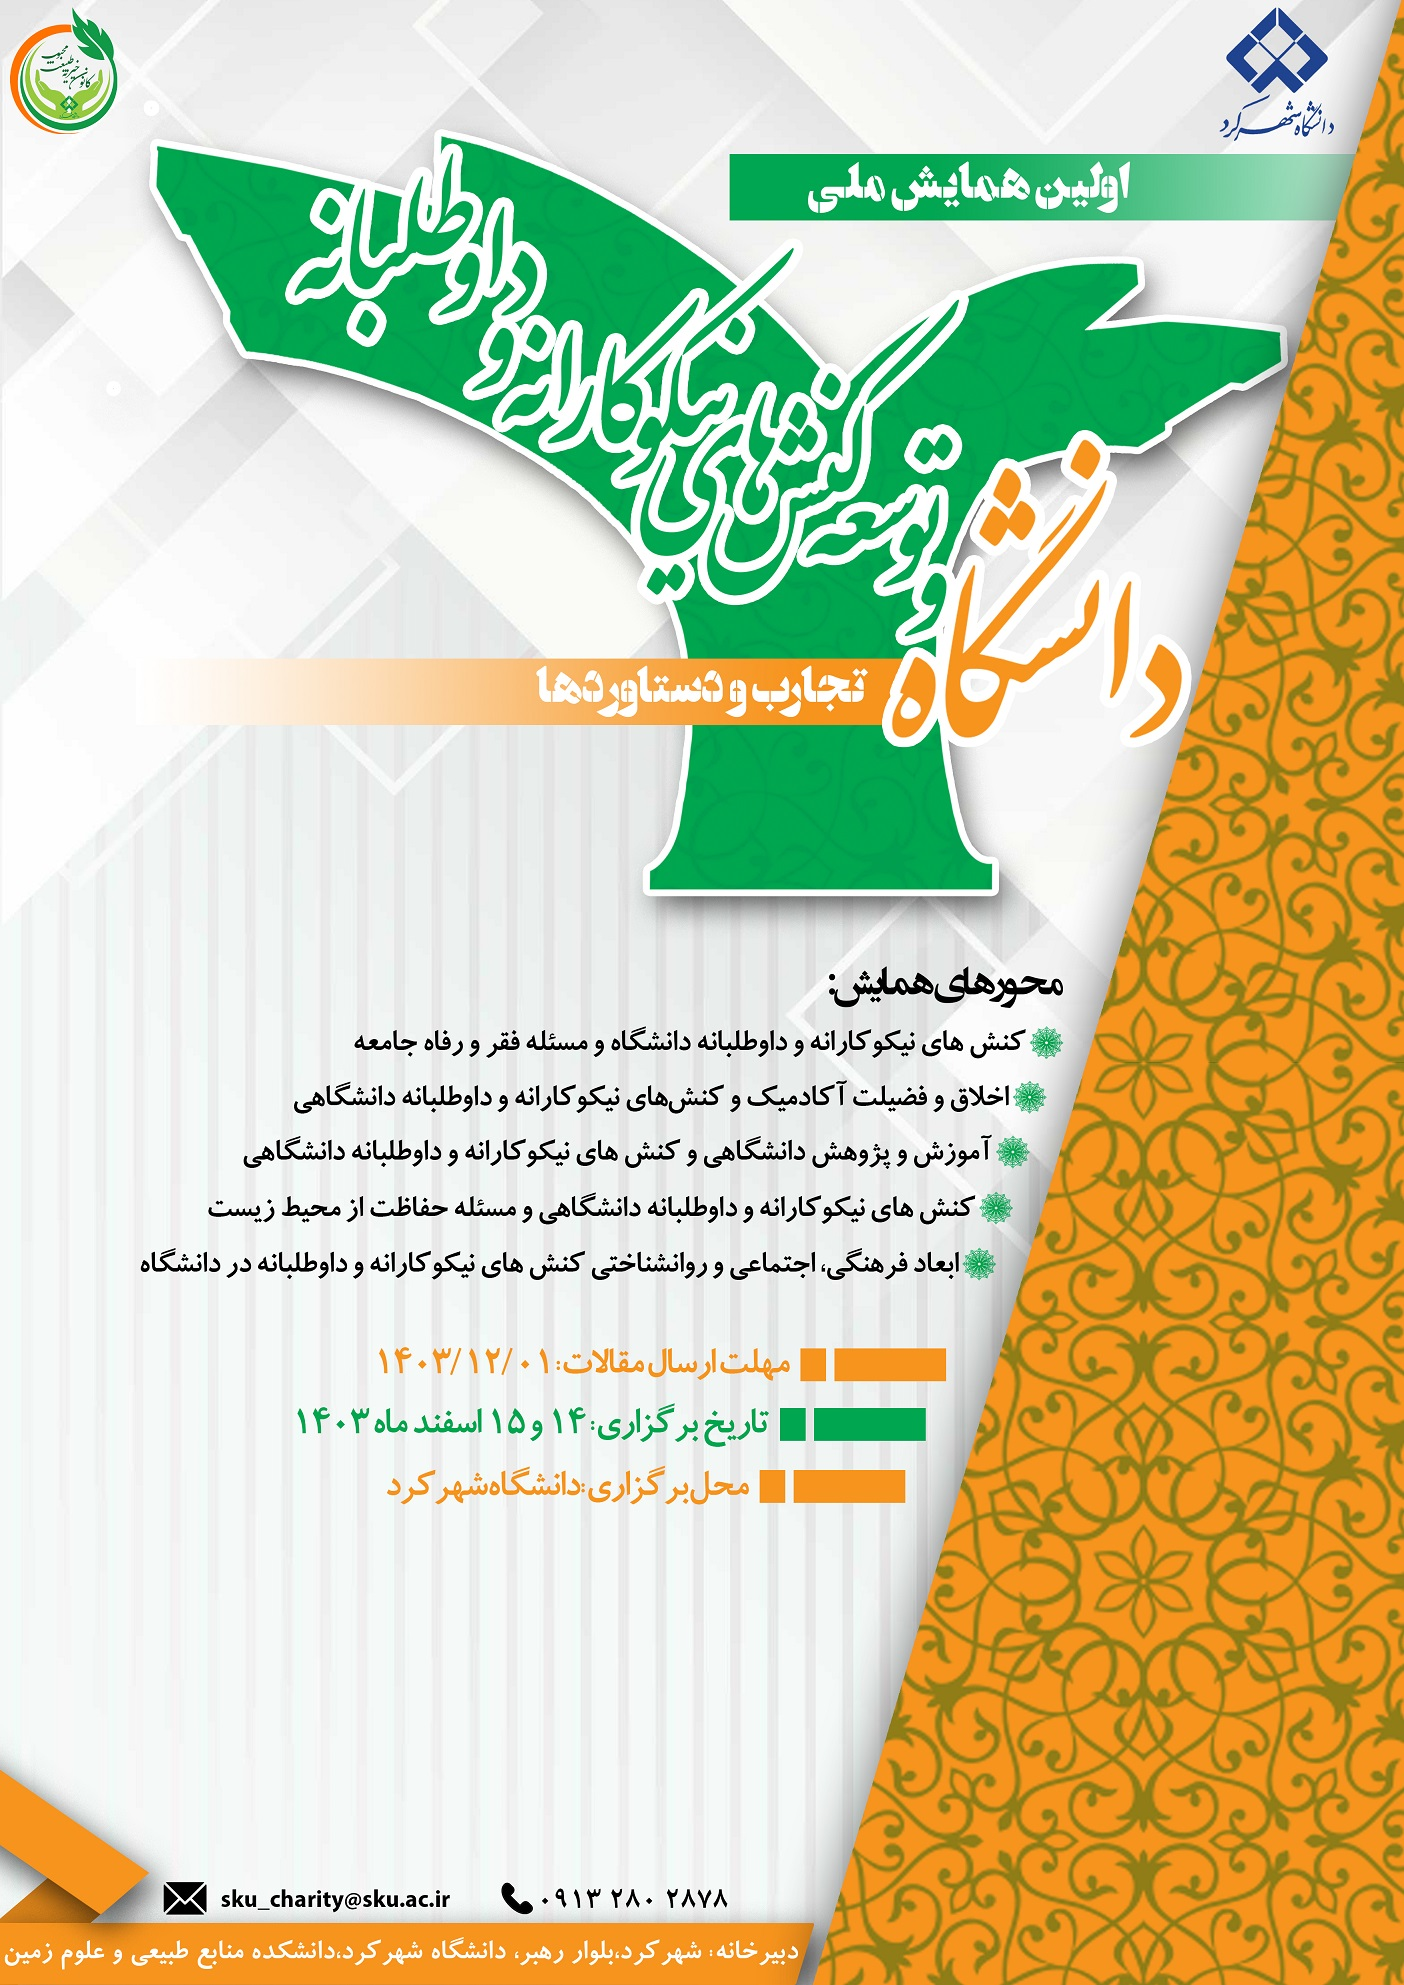 دانشگاه شهرکرد
کانون خیریه طبیعت
اولین همایش ملی
دانشگاه و توسعه کنش‌های نیکوکارانه و داوطلبانه
تجارب و دستاوردها
محورهای همایش:
کنش های نیکوکارانه و داوطلبانه دانشگاه و مسئله فقر و رفاه جامعه
اخلاق و فضیلت آکادمیک و کنش‌های نیکوکارانه و داوطلبانه دانشگاهی
آموزش و پژوهش دانشگاهی و کنش های نیکوکارانه و داوطلبانه دانشگاهی
کنش های نیکوکارانه و داوطلبانه دانشگاهی و مسئله حفاظت از محیط زیست
ابعاد فرهنگی، اجتماعی و روانشناختی کنش های نیکوکارانه و داوطلبانه در دانشگاه
مهلت ارسال مقالات: ۱۴۰۳/۱۲/۰۱
تاریخ برگزاری: ۱۴ و ۱۵ اسفند ماه ۱۴۰۳
محل برگزاری: دانشگاه شهرکرد
sku_charity@sku.ac.ir
۰۹۱۳ ۲۸۰ ۲۸۷۸
دبیرخانه: شهرکرد،بلوار رهبر، دانشگاه شهرکرد،دانشکده منابع طبیعی و علوم زمین